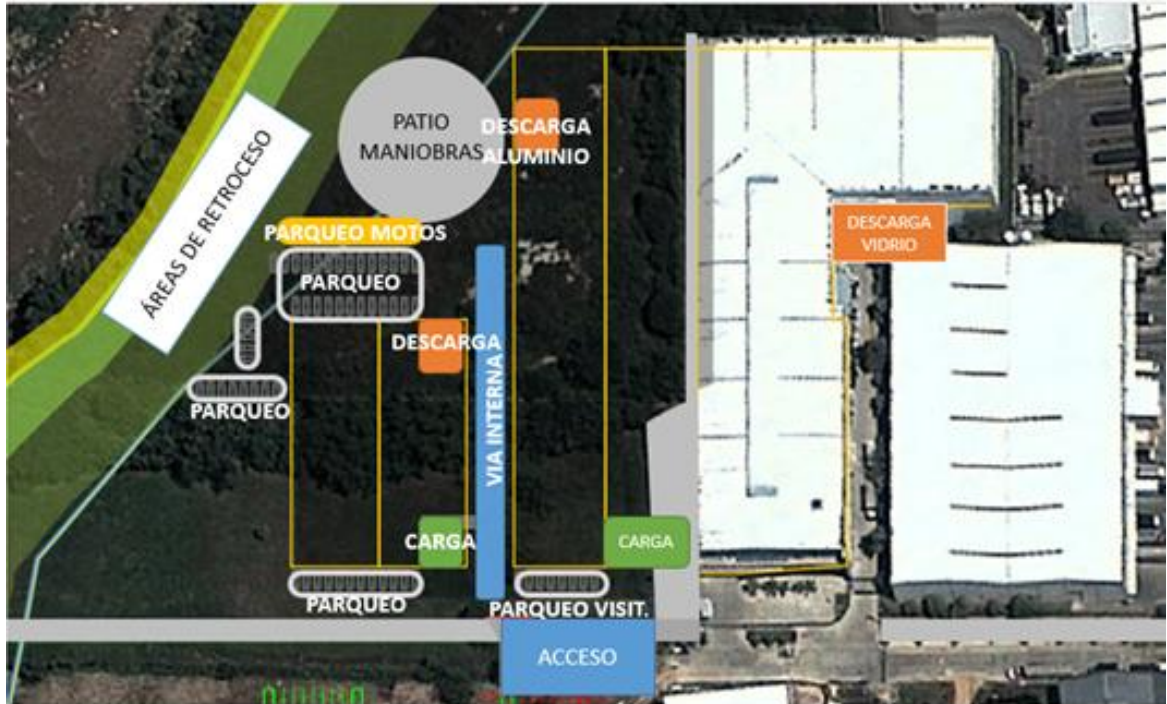 PATIO
MANIOBRAS
DESCARGA
ALUMINIO
ÁREAS DE RETROCESO
PARQUEO MOTOS
DESCARGA
VIDRIO
PARQUEO
DESCARGA
PARQUEO
VIA INTERNA
CARGA
CARGA
PARQUEO
PARQUEO VISIT.
ACCESO